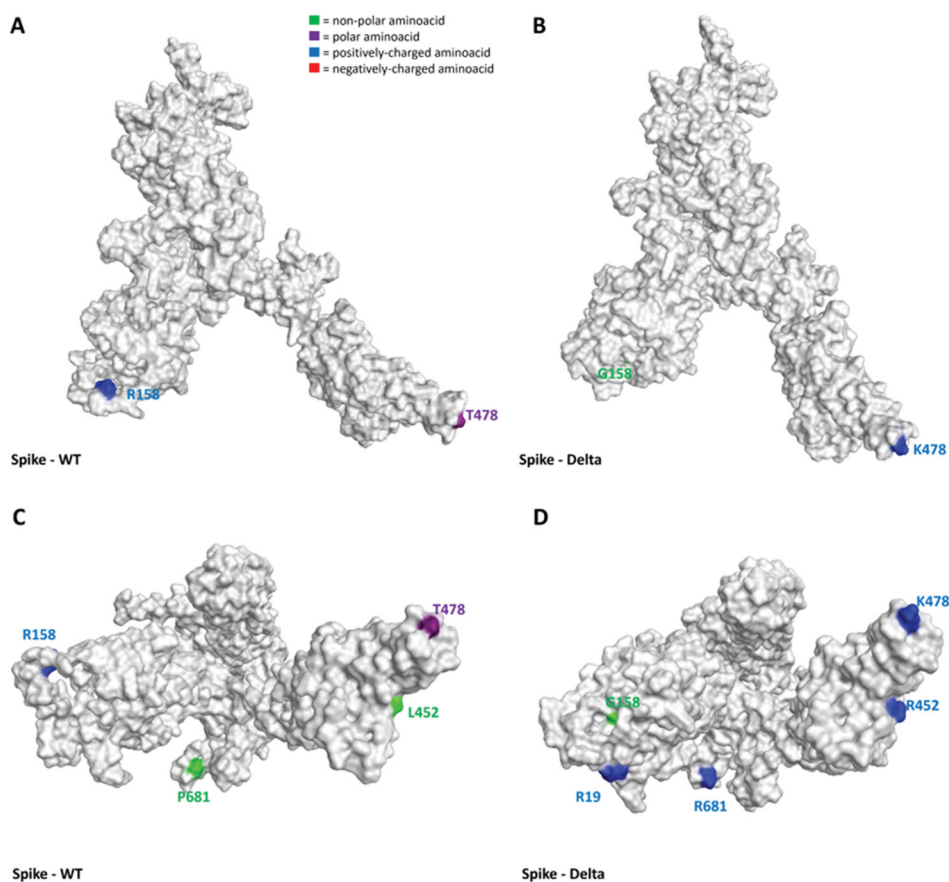 A
= non-polar aminoacid
= polar aminoacid
= positively-charged aminoacid
= negatively-charged aminoacid
B
R158
T478
G158
K478
Spike - WT
Spike - Delta
C
D
T478
K478
R158
L452
G158
R452
P681
R19
R681
Spike - WT
Spike - Delta